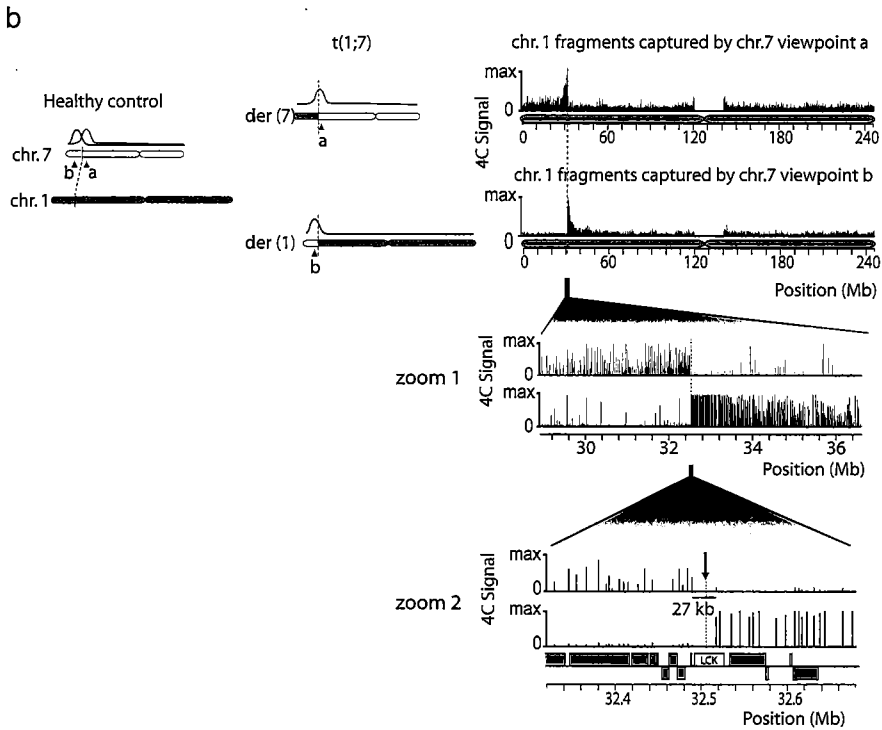 b
t(1;7)
chr. 1 fragments captured by chr.7 viewpoint a
Healthy control
chr. 7
b a
chr. 1
der (7)
a
der (1)
b
4C Signal
max
0
0 60 120 180 240
chr. 1 fragments captured by chr.7 viewpoint b
max
0
0 60 120 180 240
Position (Mb)
zoom 1
4C Signal
max
0
max
0
30 32 34 36
Position (Mb)
zoom 2
4C Signal
max
0
27 kb
max
0
LCK
32.4 32.5 32.6
Position (Mb)